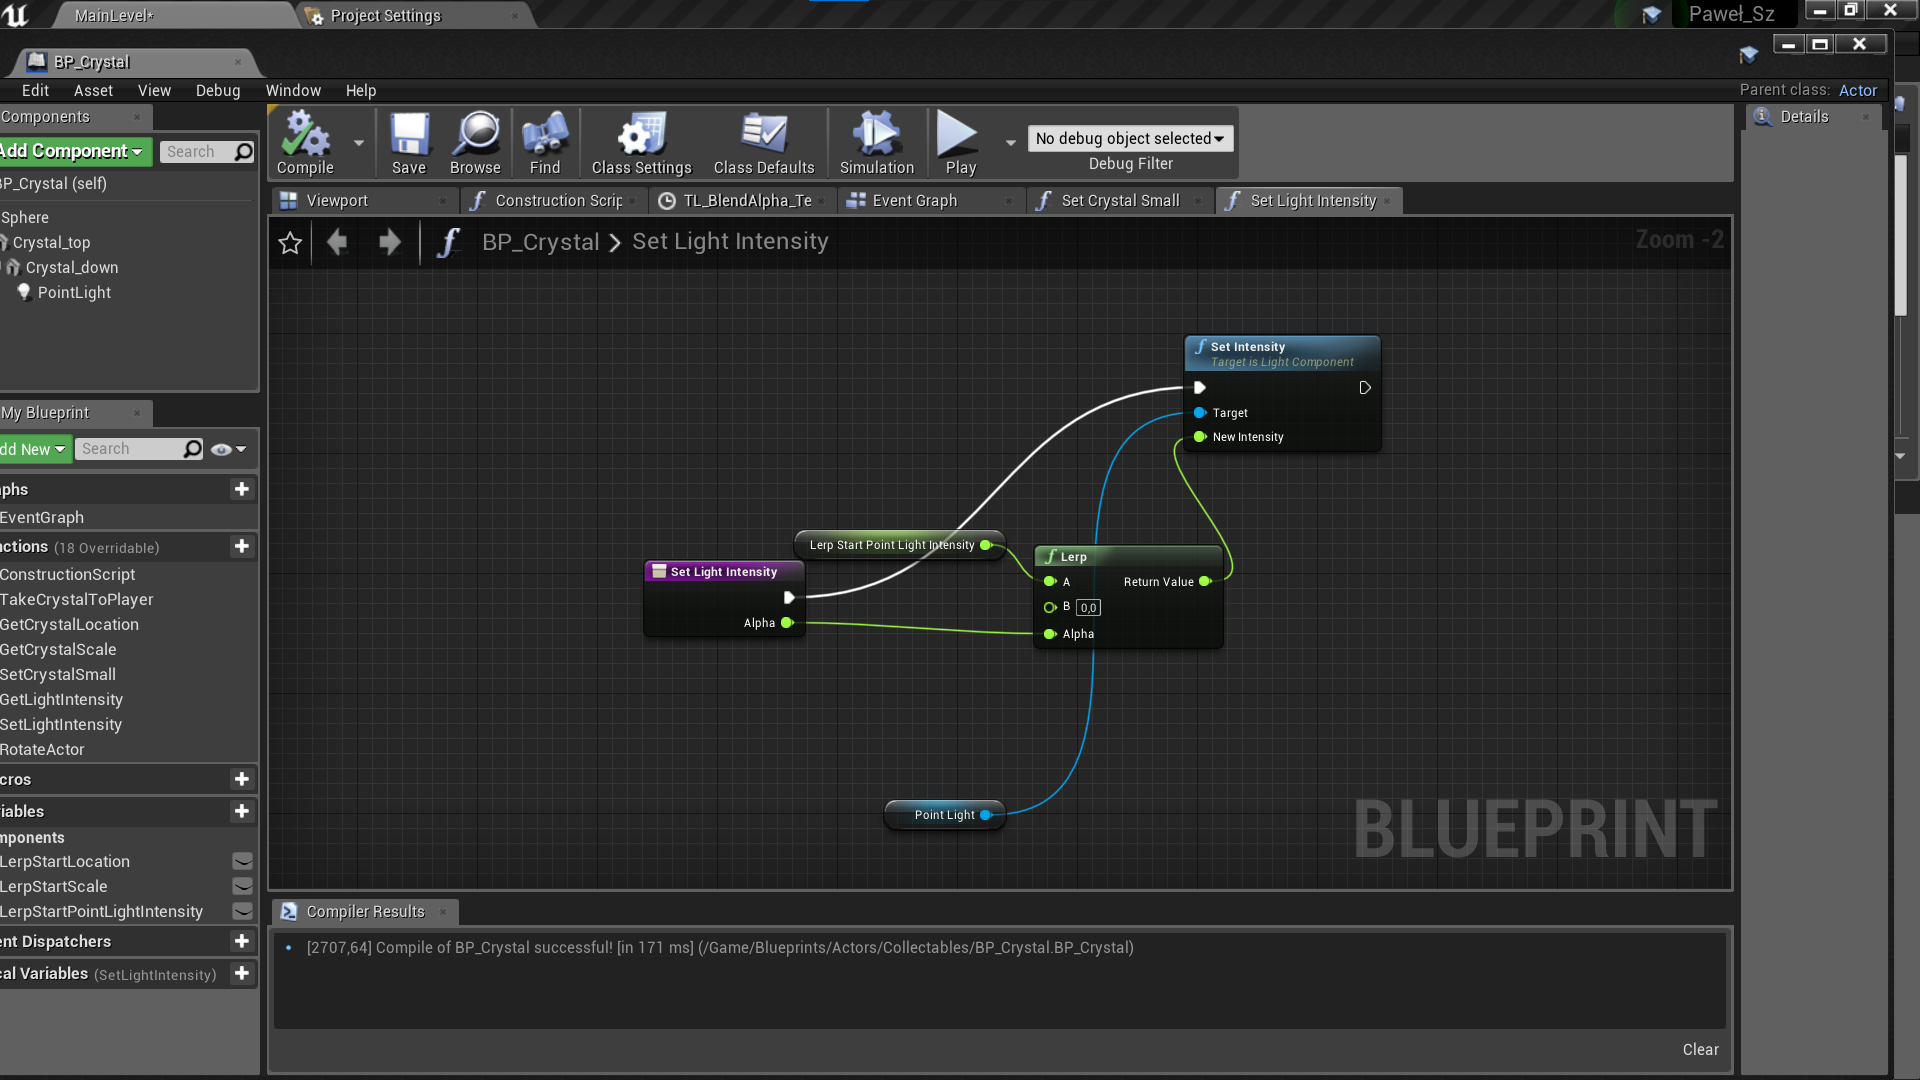 MainLevel*
Project Settings
Paweł_Sz
BP_Crystal
Edit Asset View Debug Window Help
Parent class: Actor
Components
Add Component
Search
BP_Crystal (self)
Sphere
Crystal_top
Crystal_down
PointLight
Compile
Save
Browse
Find
Class Settings
Class Defaults
Simulation
Play
No debug object selected
Debug Filter
Details
Viewport
Construction Scrip
TL_BlendAlpha_Te
Event Graph
Set Crystal Small
Set Light Intensity
BP_Crystal > Set Light Intensity
Zoom -2
My Blueprint
dd New
Search
phs
EventGraph
nctions (18 Overridable)
ConstructionScript
TakeCrystalToPlayer
GetCrystalLocation
GetCrystalScale
SetCrystalSmall
GetLightIntensity
SetLightIntensity
RotateActor
cros
iables
mponents
LerpStartLocation
LerpStartScale
LerpStartPointLightIntensity
ent Dispatchers
cal Variables (SetLightIntensity)
Set Intensity
Target is Light Component
Target
New Intensity
Lerp Start Point Light Intensity
Set Light Intensity
Alpha
Lerp
A
Return Value
B 0,0
Alpha
Point Light
BLUEPRINT
Compiler Results
[2707,64] Compile of BP_Crystal successful! [in 171 ms] (/Game/Blueprints/Actors/Collectables/BP_Crystal.BP_Crystal)
Clear